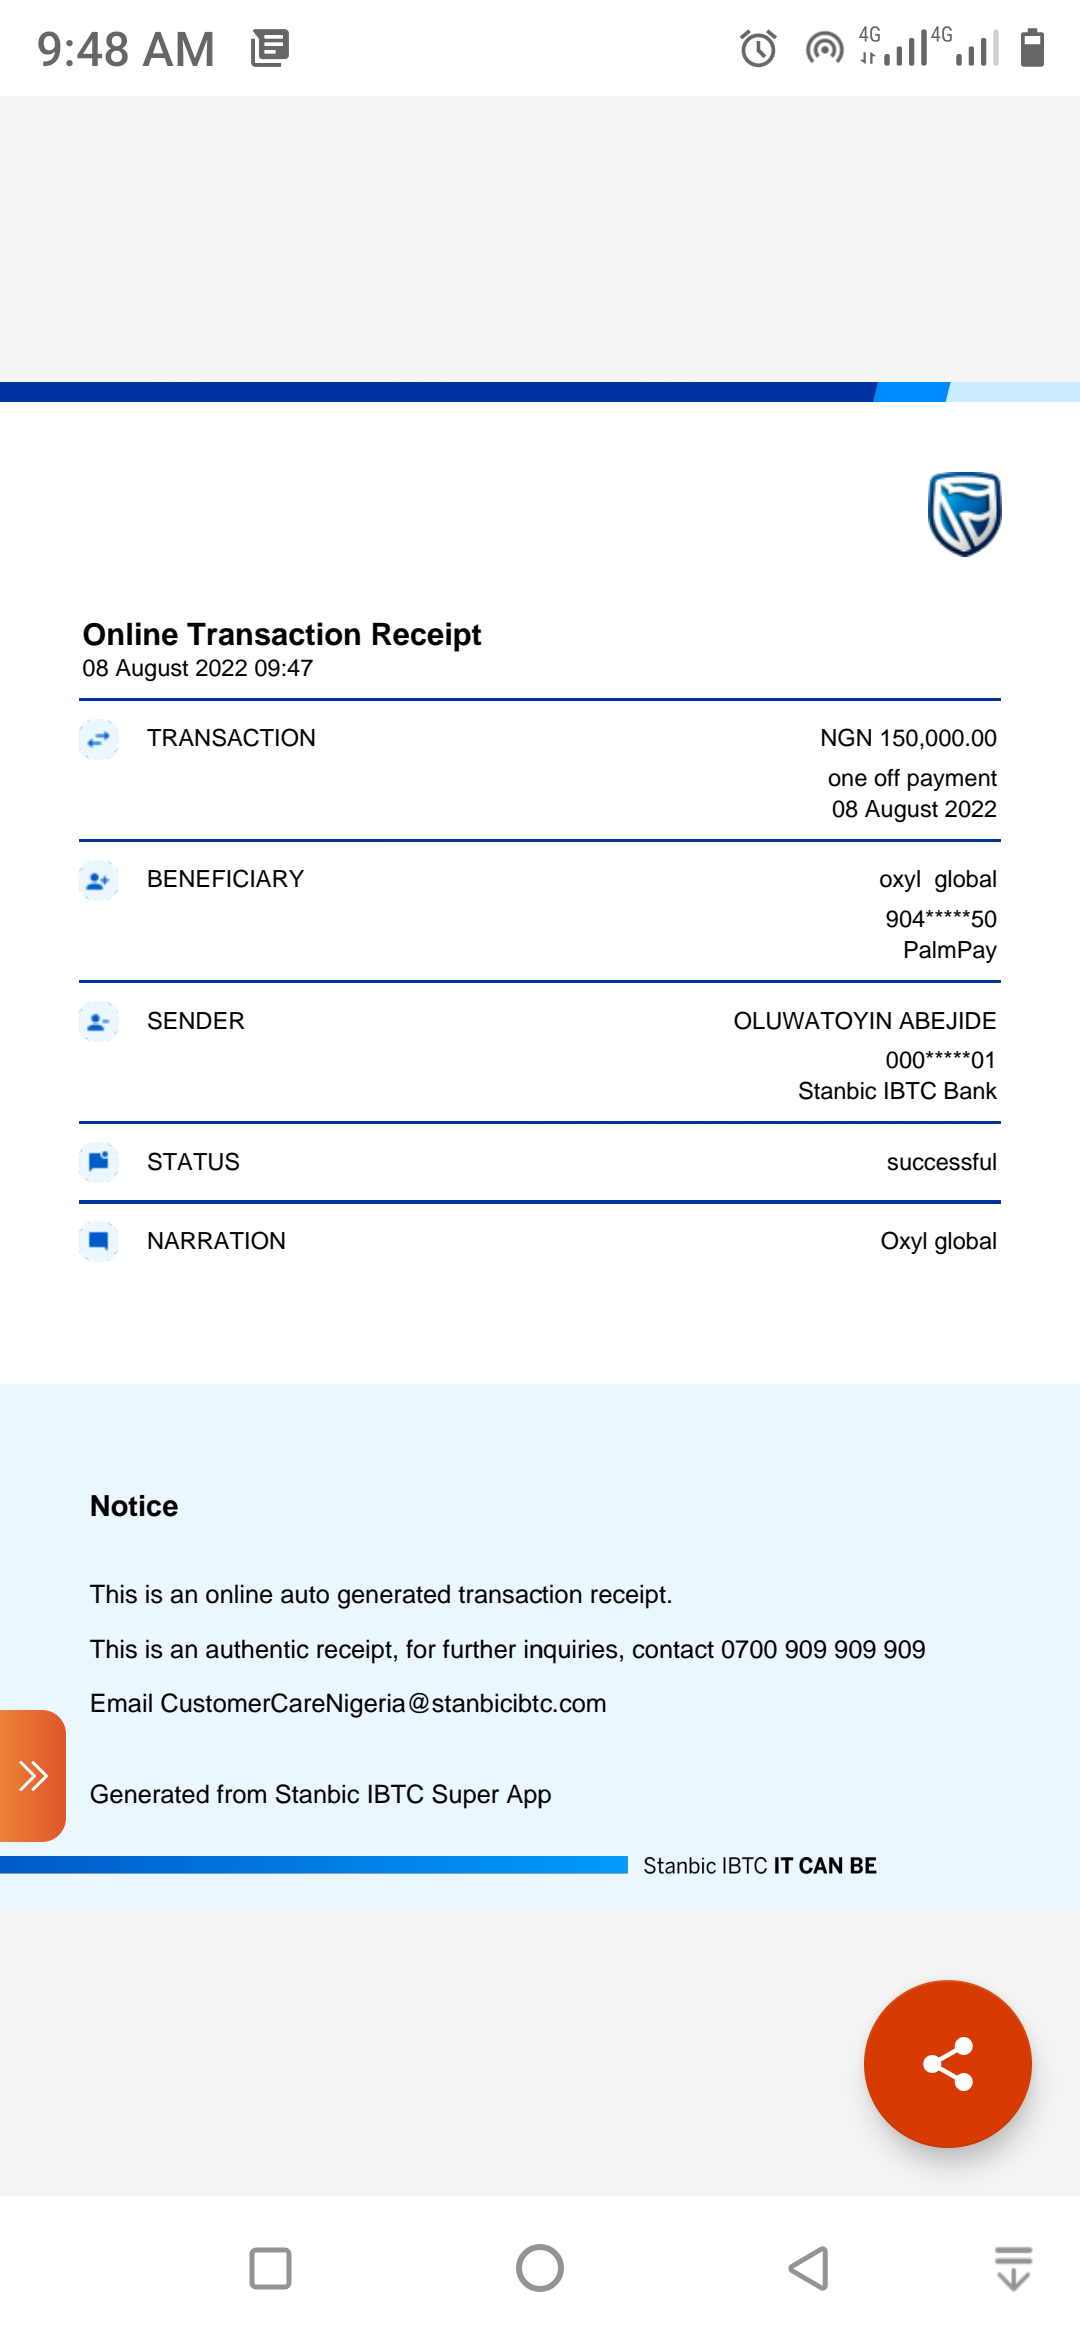 9:48 AM
4G 4G
Online Transaction Receipt
08 August 2022 09:47
TRANSACTION NGN 150,000.00
one off payment
08 August 2022
BENEFICIARY oxyl  global
904*****50
PalmPay
SENDER OLUWATOYIN ABEJIDE
000*****01
Stanbic IBTC Bank
STATUS successful
NARRATION Oxyl global
Notice
This is an online auto generated transaction receipt.
This is an authentic receipt, for further inquiries, contact 0700 909 909 909
Email CustomerCareNigeria@stanbicibtc.com
Generated from Stanbic IBTC Super App
Stanbic IBTC IT CAN BE